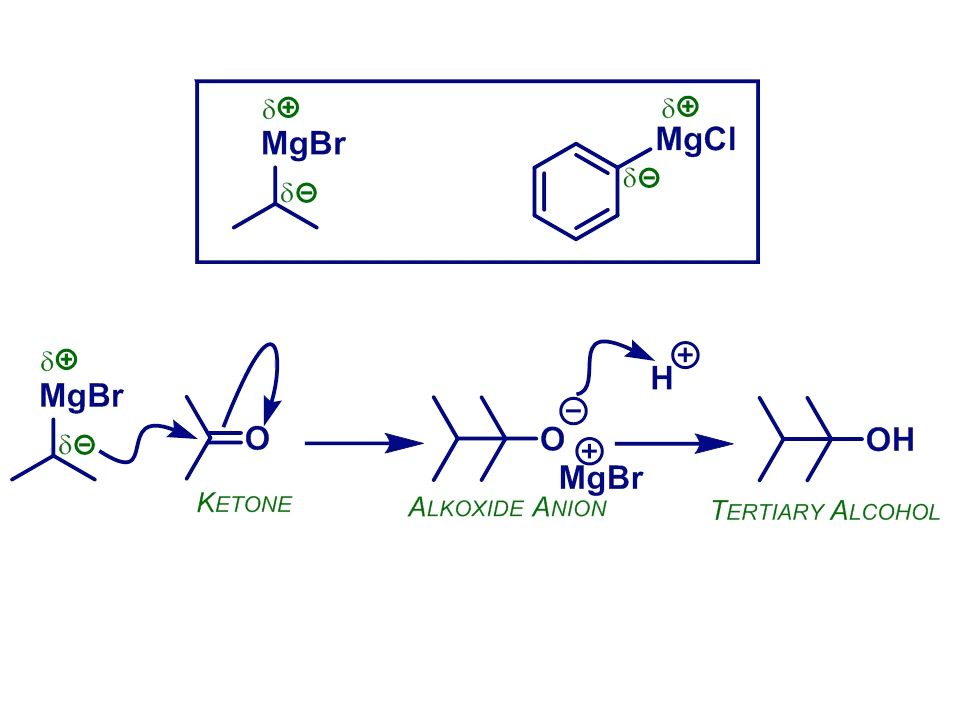 δ⊕ δ⊕
MgBr MgCl
δ⊖ δ⊖
δ⊕
MgBr
δ⊖
O
KETONE
O ⊖
⊕
MgBr
ALKOXIDE ANION
H ⊕
OH
TERTIARY ALCOHOL